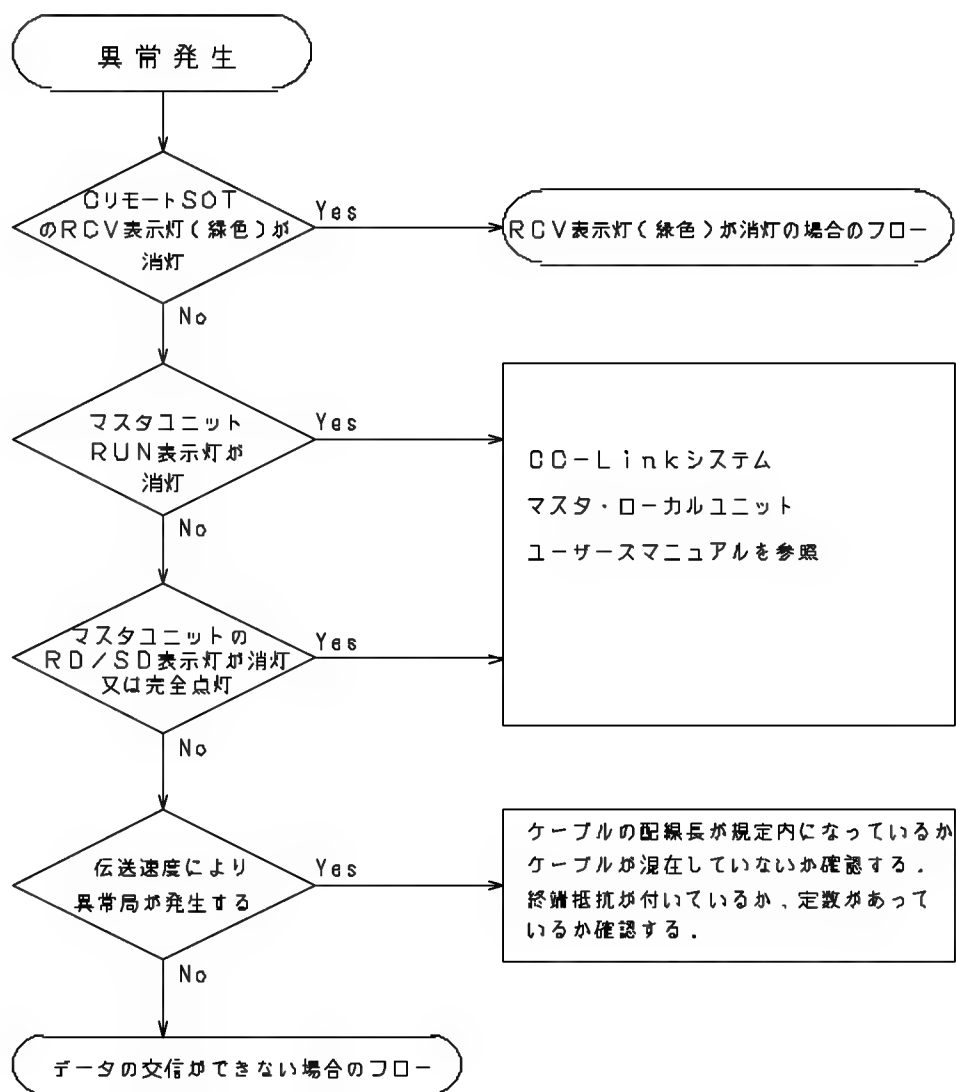 異常発生
CリモートSOT
のRCV表示灯(緑色)が
消灯
Yes
RCV表示灯(緑色)が消灯の場合のフロー
No
マスタユニット
RUN表示灯が
消灯
Yes
CC-Linkシステム
マスタ・ローカルユニット
ユーザーズマニュアルを参照
No
マスタユニットの
RD/SD表示灯が消灯
又は完全点灯
Yes
No
伝送速度により
異常局が発生する
Yes
ケーブルの配線長が規定内になっているか
ケーブルが混在していないか確認する.
終端抵抗が付いているか、定数があって
いるか確認する.
No
データの交信ができない場合のフロー